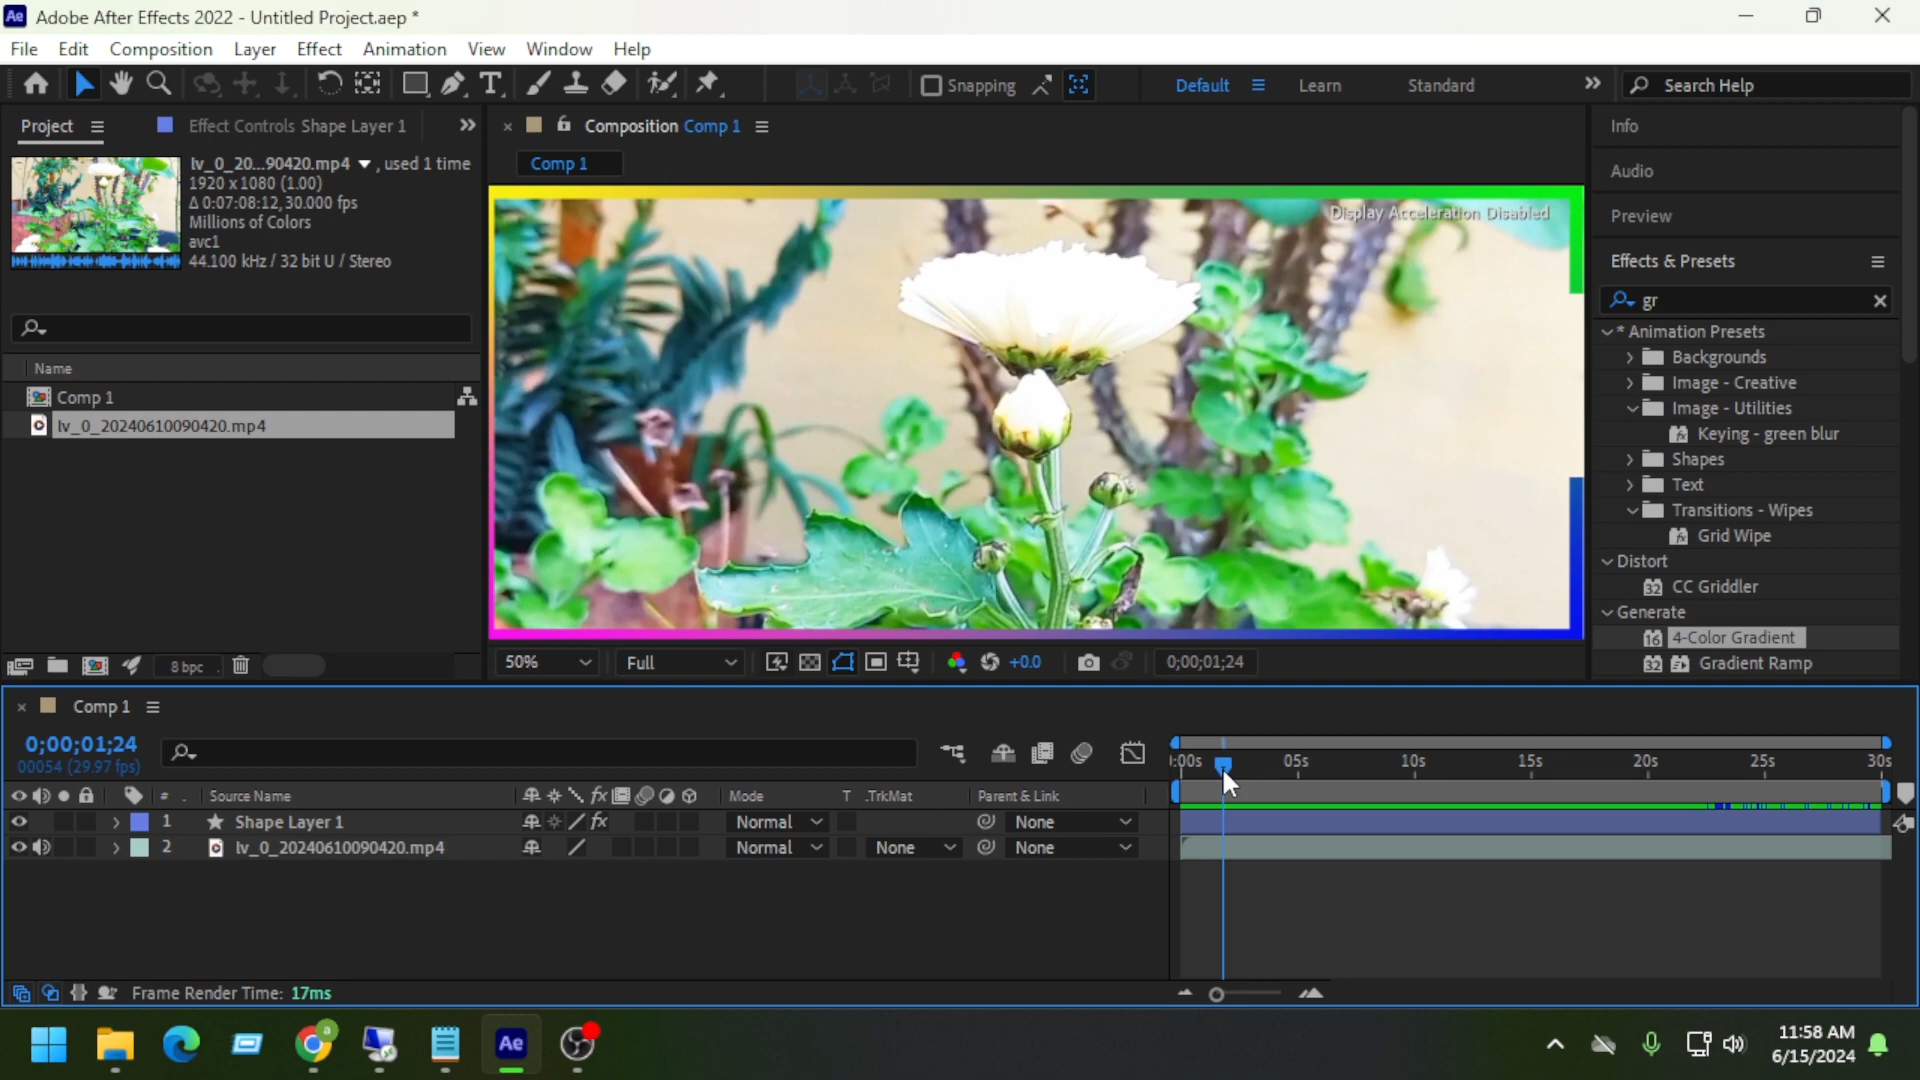 Ae Adobe After Effects 2022 - Untitled Project.aep *
File Edit Composition Layer Effect Animation View Window Help
Snapping Default Learn Standard Search Help
Project Effect Controls Shape Layer 1
Composition Comp 1
Info
lv_0_20...90420.mp4 , used 1 time
1920 x 1080 (1.00)
Δ 0:07:08:12, 30.000 fps
Millions of Colors
avc1
44.100 kHz / 32 bit U / Stereo
Comp 1
Display Acceleration Disabled
Audio
Preview
Effects & Presets
gr
* Animation Presets
Backgrounds
Image - Creative
Image - Utilities
Keying - green blur
Shapes
Text
Transitions - Wipes
Grid Wipe
Distort
32 CC Griddler
Generate
16 4-Color Gradient
32 Gradient Ramp
Name
Comp 1
lv_0_20240610090420.mp4
8 bpc
50% Full +0.0 0;00;01;24
Comp 1
0;00;01;24
00054 (29.97 fps)
# Source Name fx Mode T .TrkMat Parent & Link
1 Shape Layer 1 fx Normal None
2 lv_0_20240610090420.mp4 Normal None None
):00s 05s 10s 15s 20s 25s 30s
Frame Render Time: 17ms
a
Ae
11:58 AM
6/15/2024